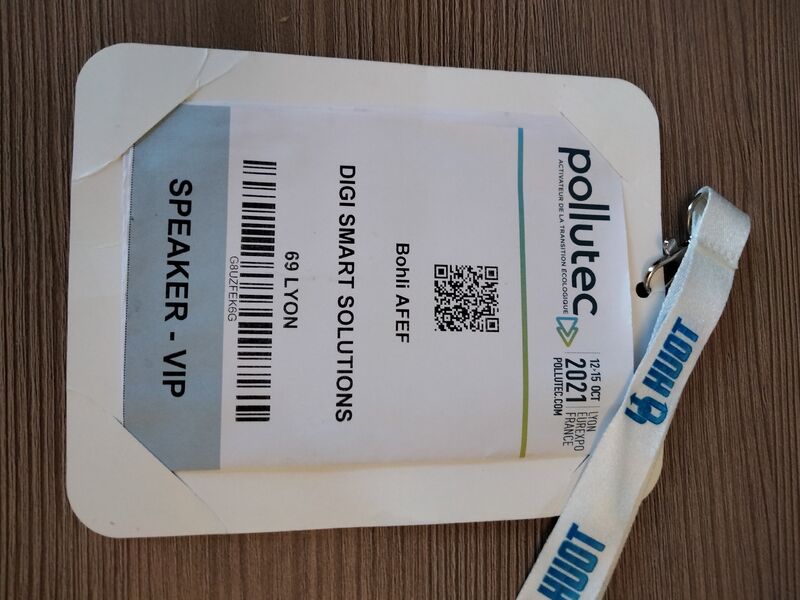 pollutec
ACTIVATEUR DE LA TRANSITION ÉCOLOGIQUE
12-15 OCT
2021
POLLUTEC.COM
LYON
EUREXPO
FRANCE
Bohli AFEF
DIGI SMART SOLUTIONS
69 LYON
G8UZFEK6G
SPEAKER - VIP
HUOT
HUOT